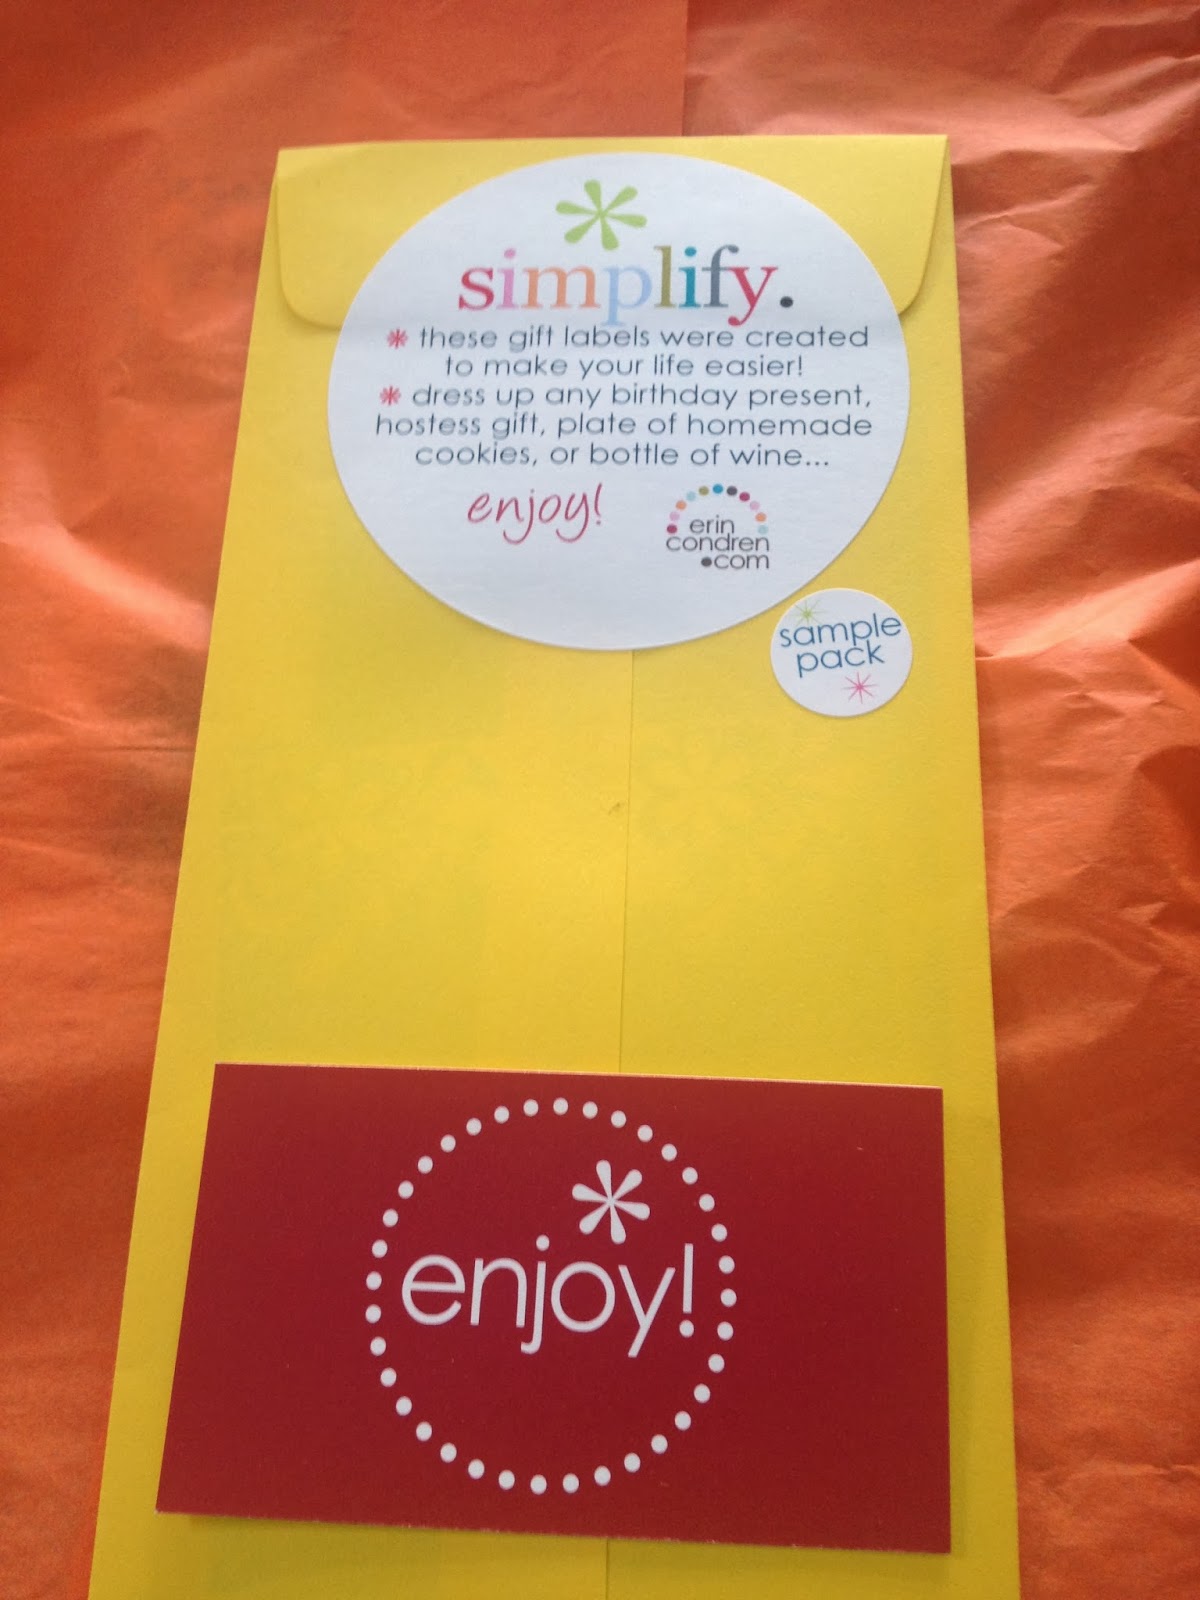 simplify.
* these gift labels were created
to make your life easier!
* dress up any birthday present,
hostess gift, plate of homemade
cookies, or bottle of wine...
enjoy!
erin
condren
•com
sample
pack
enjoy!